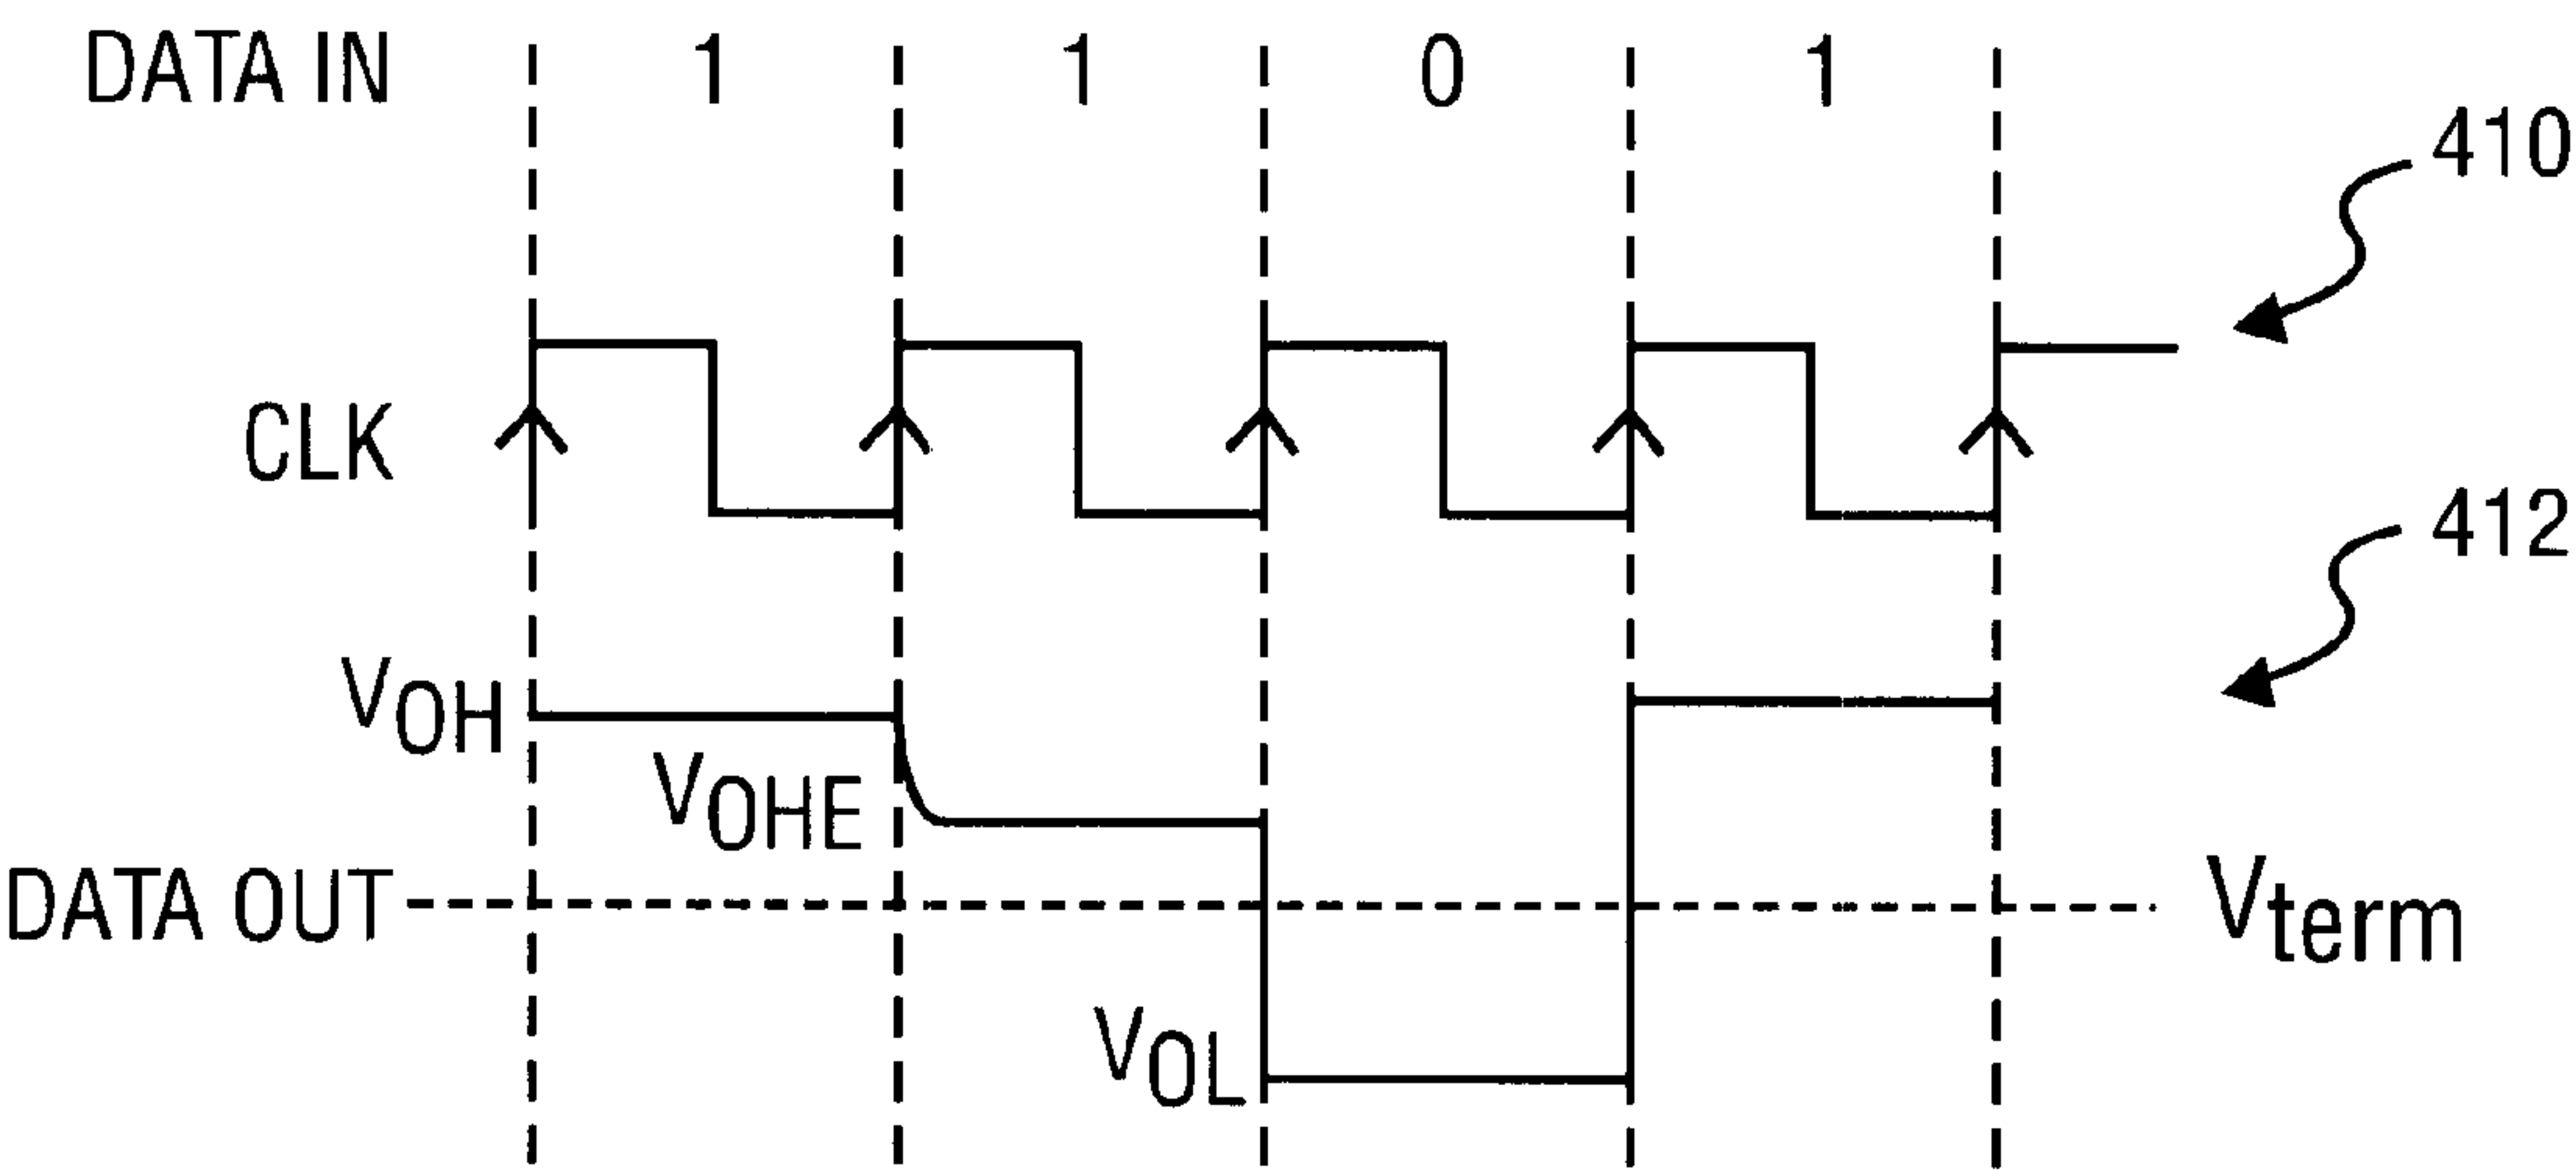 DATA IN 1 1 0 1
410
CLK
412
VOH
VOHE
DATA OUT
Vterm
VOL